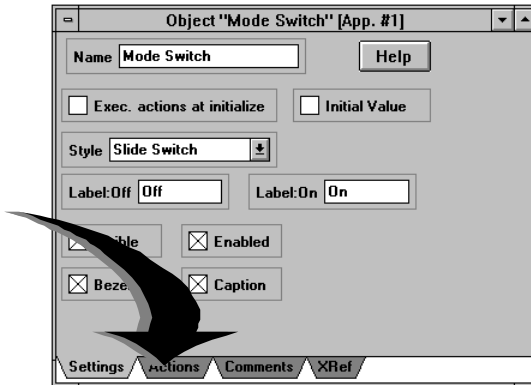 Object "Mode Switch" [App. #1]
Name Mode Switch
Help
Exec. actions at initialize
Initial Value
Style Slide Switch
Label:Off Off
Label:On On
Enabled
Caption
Settings
Actions
Comments
XRef